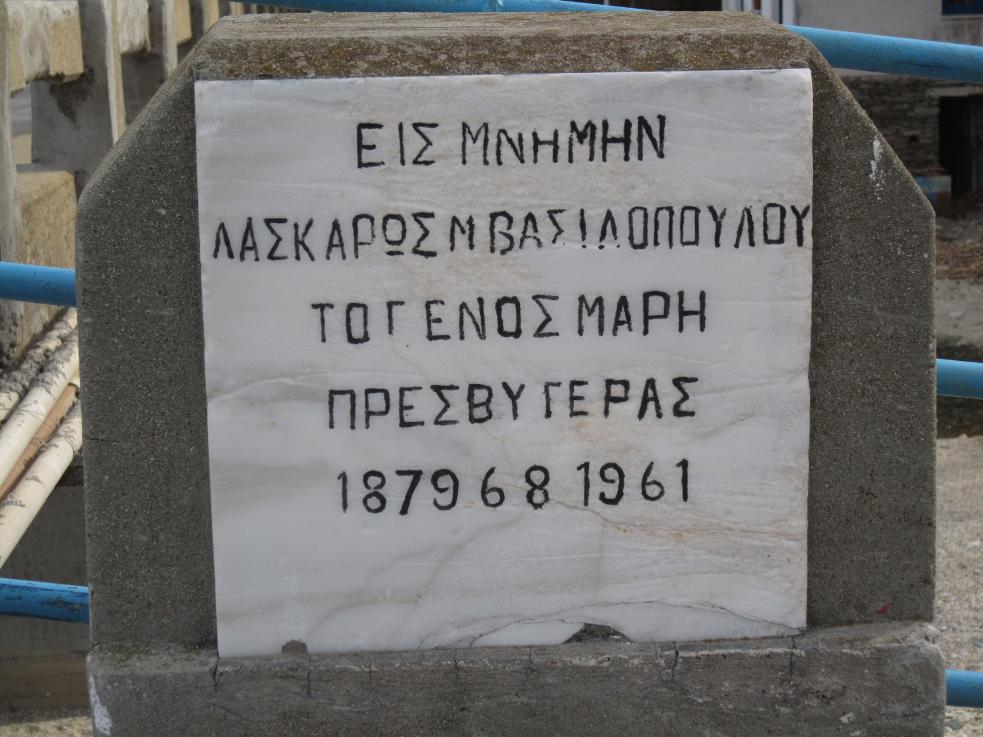 ΕΙΣ ΜΝΗΜΗΝ
ΛΑΣΚΑΡΩΣ Μ ΒΑΣΙΛΟΠΟΥΛΟΥ
ΤΟ ΓΕΝΟΣ ΜΑΡΗ
ΠΡΕΣΒΥΓΕΡΑΣ
1879 6 8 1961